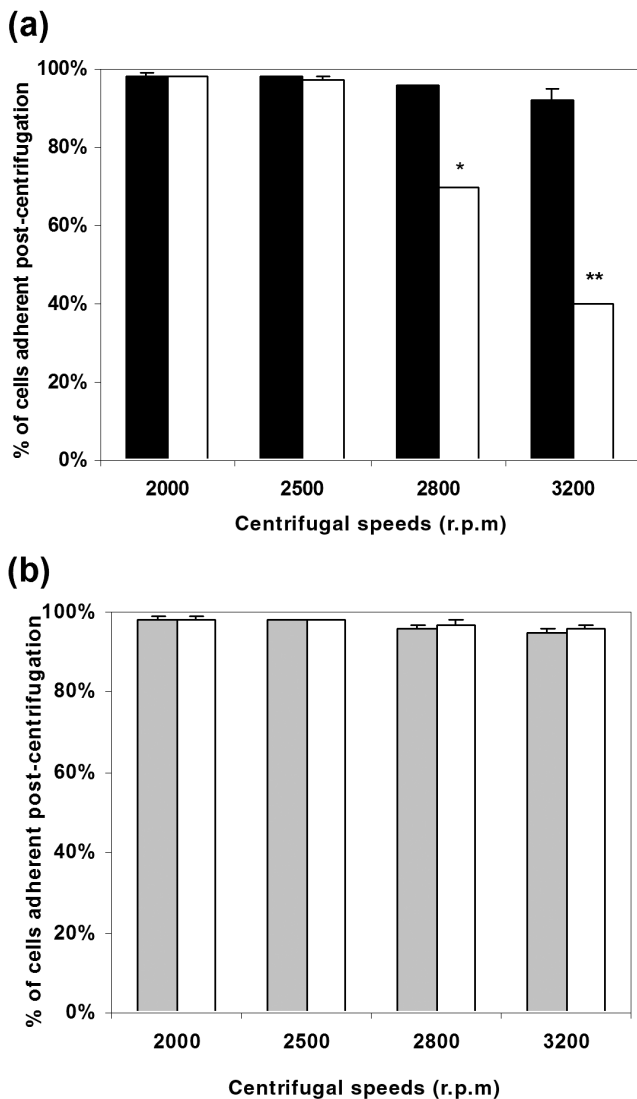 (a)
% of cells adherent post-centrifugation
100%
80%
*
60%
**
40%
20%
0%
2000 2500 2800 3200
Centrifugal speeds (r.p.m)
(b)
% of cells adherent post-centrifugation
100%
80%
60%
40%
20%
0%
2000 2500 2800 3200
Centrifugal speeds (r.p.m)